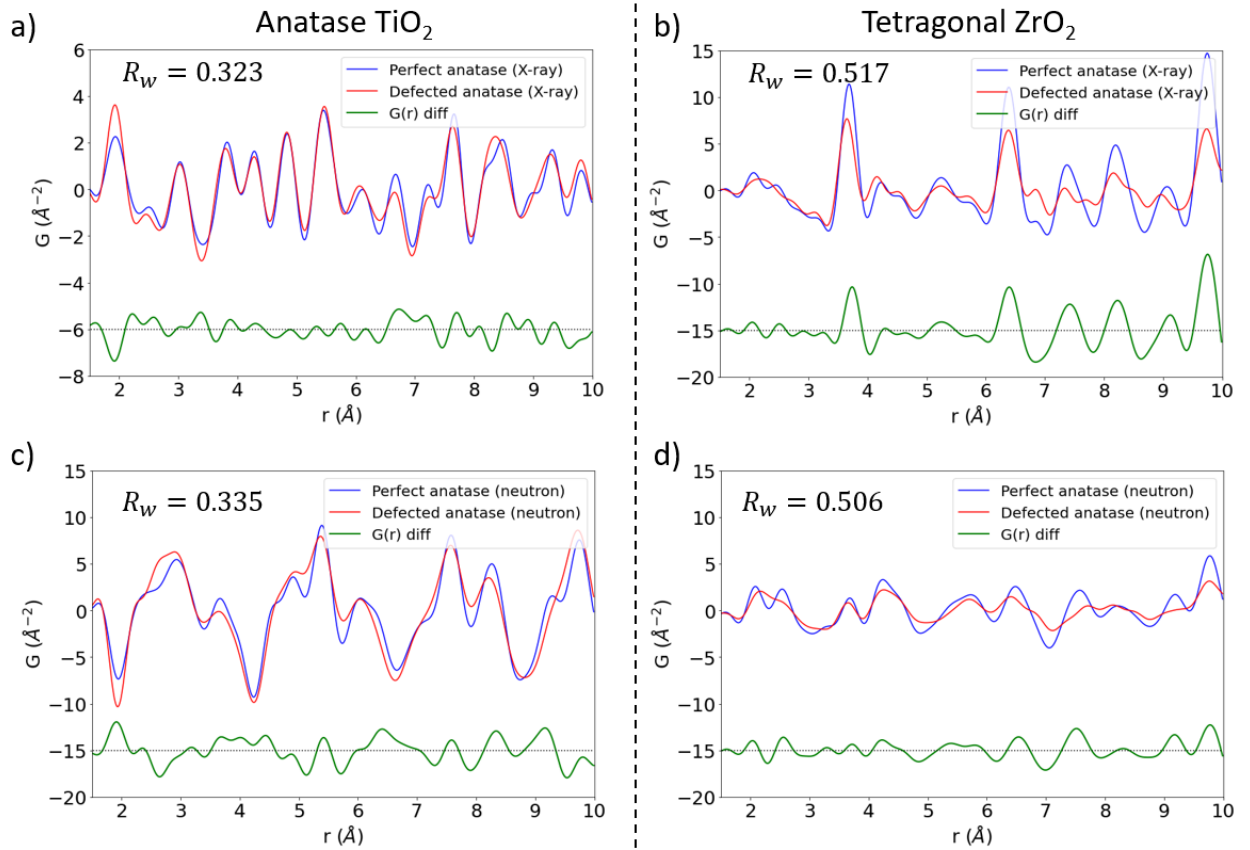 Anatase TiO₂
Tetragonal ZrO₂
a)
R_w = 0.323
Perfect anatase (X-ray)
Defected anatase (X-ray)
G(r) diff
6
4
2
0
−2
−4
−6
−8
G (Å⁻²)
2 3 4 5 6 7 8 9 10
r (Å)
b)
R_w = 0.517
Perfect anatase (X-ray)
Defected anatase (X-ray)
G(r) diff
15
10
5
0
−5
−10
−15
−20
G (Å⁻²)
2 3 4 5 6 7 8 9 10
r (Å)
c)
R_w = 0.335
Perfect anatase (neutron)
Defected anatase (neutron)
G(r) diff
15
10
5
0
−5
−10
−15
−20
G (Å⁻²)
2 3 4 5 6 7 8 9 10
r (Å)
d)
R_w = 0.506
Perfect anatase (neutron)
Defected anatase (neutron)
G(r) diff
15
10
5
0
−5
−10
−15
−20
G (Å⁻²)
2 3 4 5 6 7 8 9 10
r (Å)